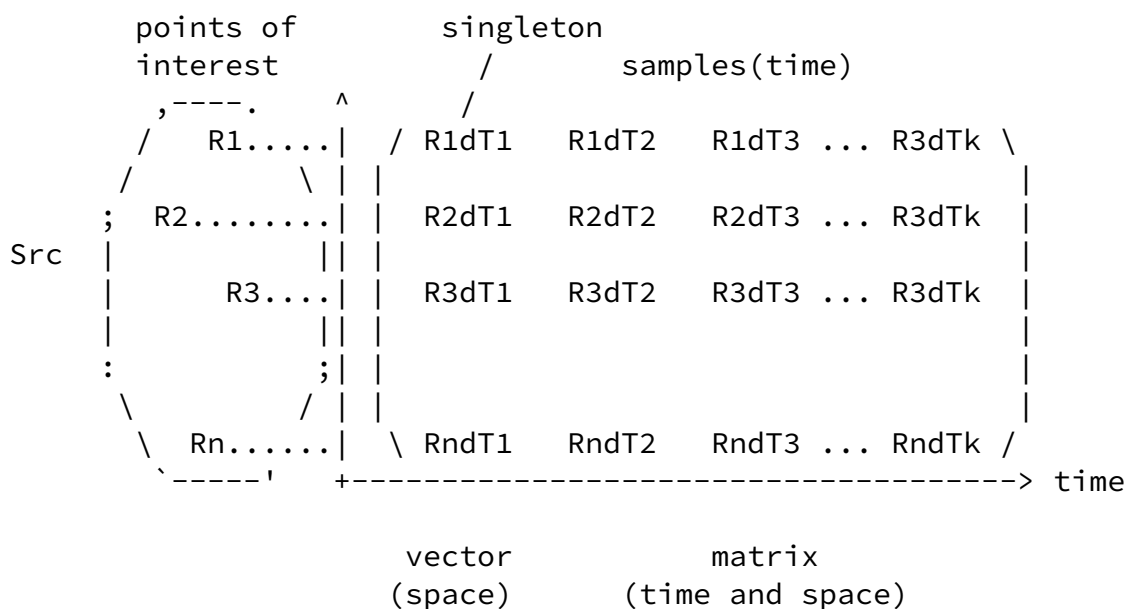 points of singleton
interest / samples(time)
,----. ^ /
/ R1.....| / R1dT1 R1dT2 R1dT3 ... R3dTk \
/ \ | | |
; R2........| | R2dT1 R2dT2 R2dT3 ... R3dTk |
Src | || | |
| R3....| | R3dT1 R3dT2 R3dT3 ... R3dTk |
| || | |
: ;| | |
\ / | | |
\ Rn......| \ RndT1 RndT2 RndT3 ... RndTk /
`-----' +-------------------------------------> time
vector matrix
(space) (time and space)